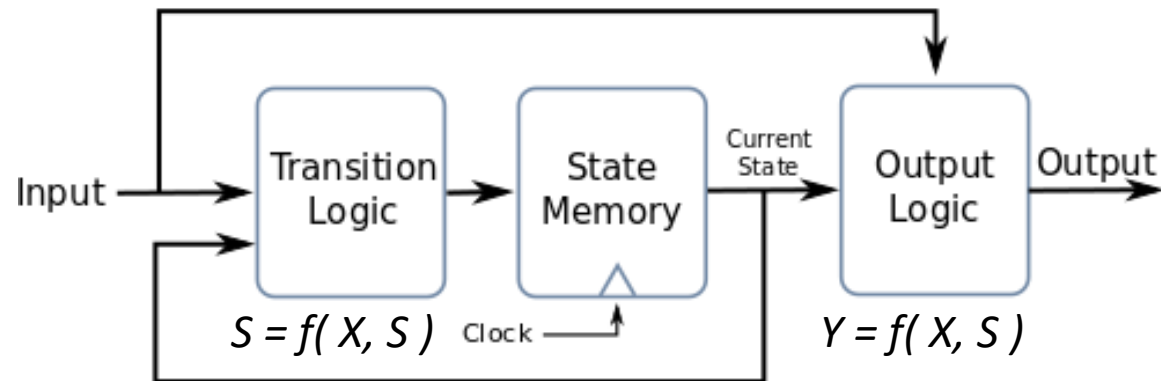 Input
Transition
Logic
State
Memory
Current
State
Output
Logic
Output
S = f( X, S )
Clock
Y = f( X, S )